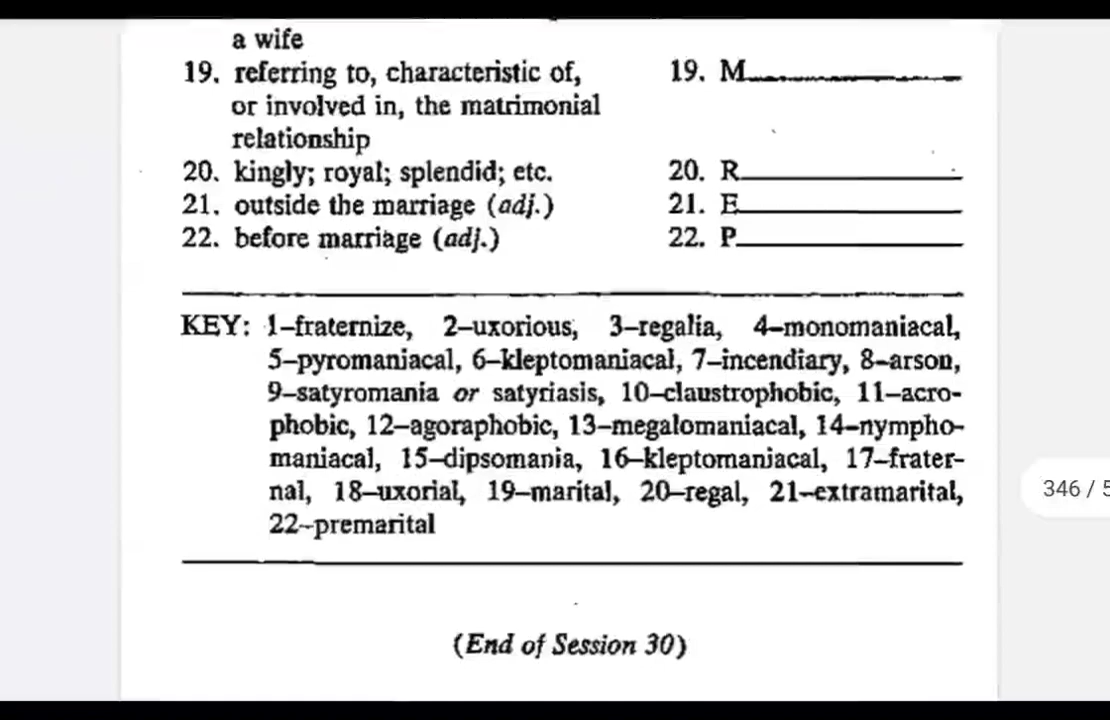 a wife
19. referring to, characteristic of, 19. M
or involved in, the matrimonial
relationship
20. kingly; royal; splendid; etc. 20. R
21. outside the marriage (adj.) 21. E
22. before marriage (adj.) 22. P
KEY: 1–fraternize, 2–uxorious, 3–regalia, 4–monomaniacal,
5–pyromaniacal, 6–kleptomaniacal, 7–incendiary, 8–arson,
9–satyromania or satyriasis, 10–claustrophobic, 11–acro-
phobic, 12–agoraphobic, 13–megalomaniacal, 14–nympho-
maniacal, 15–dipsomania, 16–kleptomaniacal, 17–frater-
nal, 18–uxorial, 19–marital, 20–regal, 21–extramarital,
22–premarital
346 / 5
(End of Session 30)